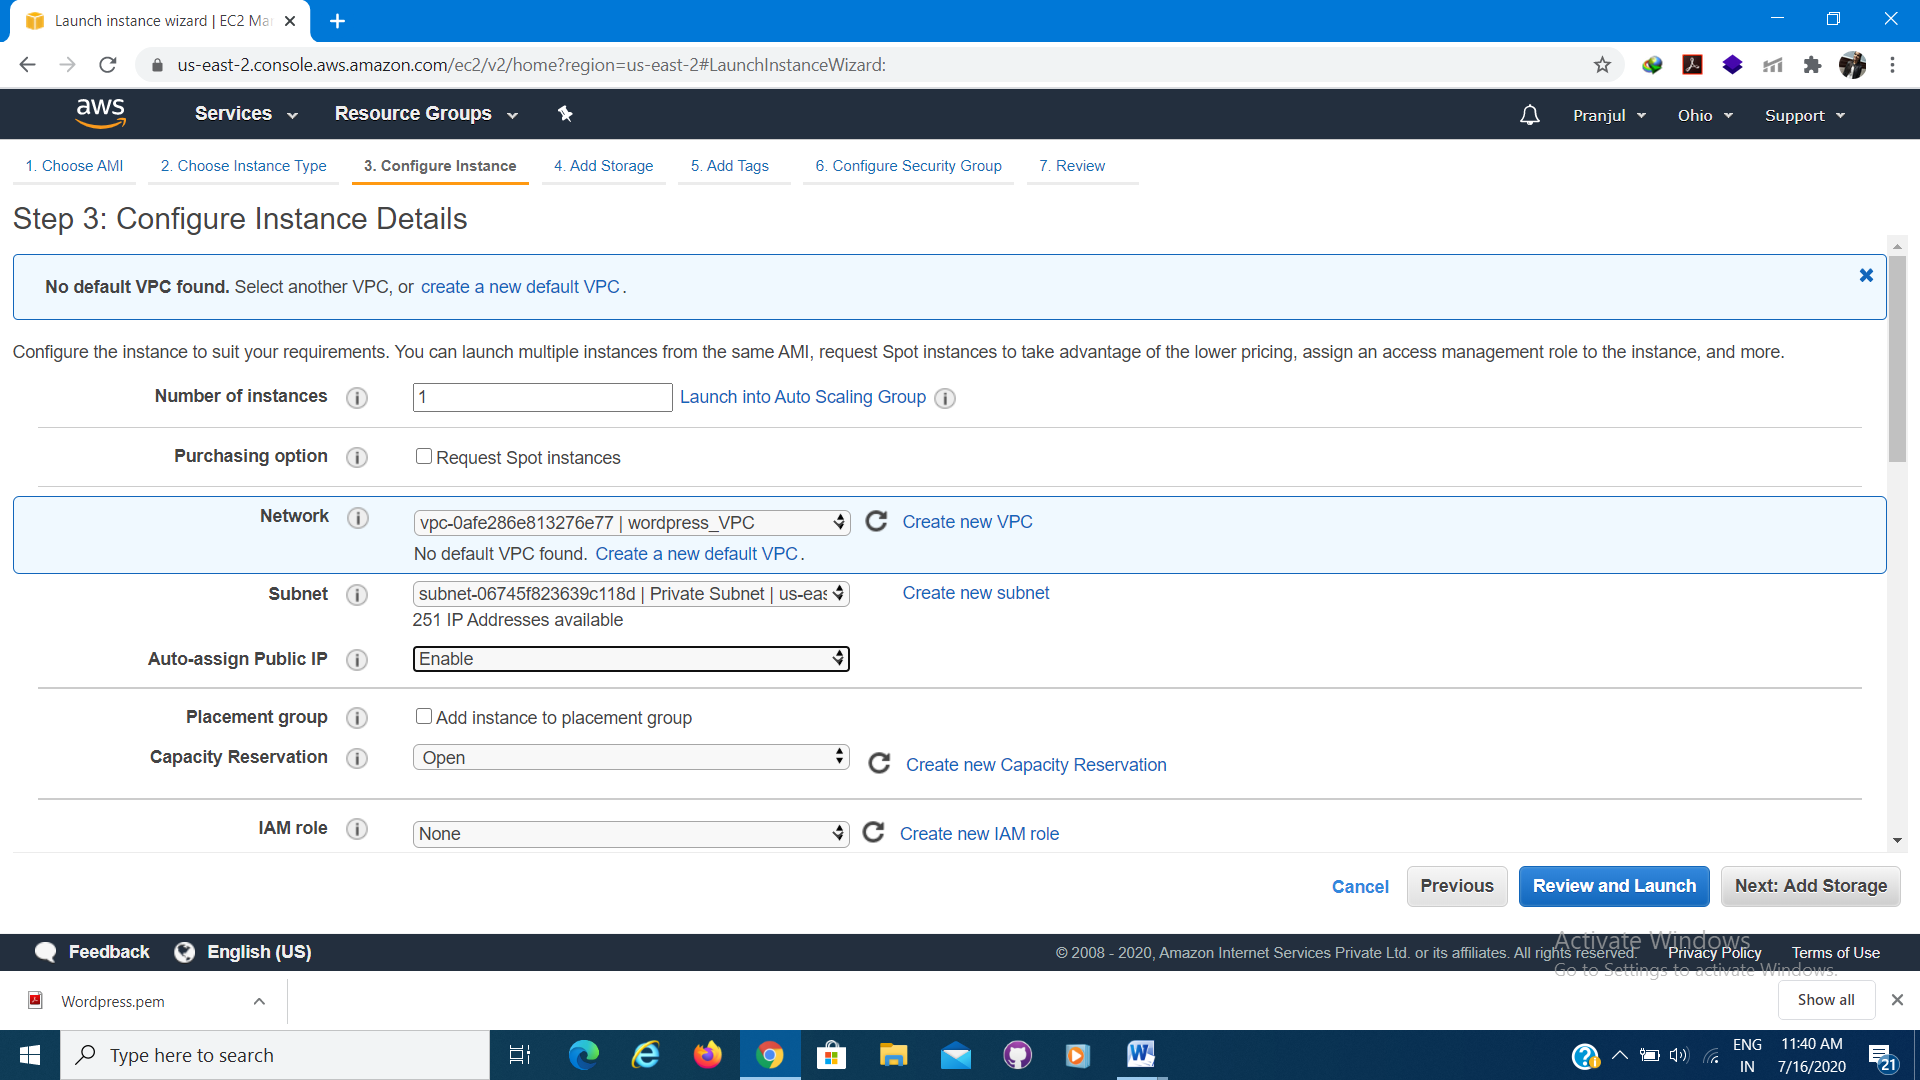 Launch instance wizard | EC2 Mar
us-east-2.console.aws.amazon.com/ec2/v2/home?region=us-east-2#LaunchInstanceWizard:
aws
Services
Resource Groups
Pranjul
Ohio
Support
1. Choose AMI
2. Choose Instance Type
3. Configure Instance
4. Add Storage
5. Add Tags
6. Configure Security Group
7. Review
Step 3: Configure Instance Details
No default VPC found. Select another VPC, or create a new default VPC.
Configure the instance to suit your requirements. You can launch multiple instances from the same AMI, request Spot instances to take advantage of the lower pricing, assign an access management role to the instance, and more.
Number of instances
1
Launch into Auto Scaling Group
Purchasing option
Request Spot instances
Network
vpc-0afe286e813276e77 | wordpress_VPC
Create new VPC
No default VPC found. Create a new default VPC.
Subnet
subnet-06745f823639c118d | Private Subnet | us-eas
Create new subnet
251 IP Addresses available
Auto-assign Public IP
Enable
Placement group
Add instance to placement group
Capacity Reservation
Open
Create new Capacity Reservation
IAM role
None
Create new IAM role
Cancel
Previous
Review and Launch
Next: Add Storage
Feedback
English (US)
© 2008 - 2020, Amazon Internet Services Private Ltd. or its affiliates. All rights reserved.
Privacy Policy
Terms of Use
Activate Windows
Go to Settings to activate Windows.
Wordpress.pem
Show all
Type here to search
ENG
IN
11:40 AM
7/16/2020
21